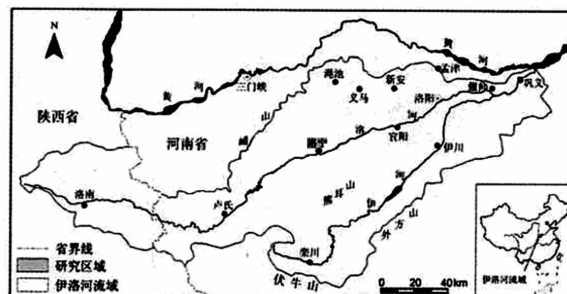 N
黄
河
三门峡
陕西省
河南省
崤
山
渑池
义马
新安
洛阳
孟津
黄
河
偃师
巩义
洛
河
宜阳
洛宁
伊川
熊耳山
伊
河
外方山
洛南
卢氏
栾川
伏牛山
省界线
研究区域
伊洛河流域
0
20
40km
伊洛河流域